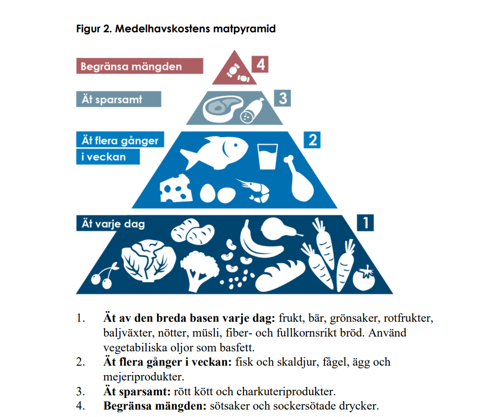 Figur 2. Medelhavskostens matpyramid
Begränsa mängden
4
Ät sparsamt
3
Ät flera gånger
i veckan
2
Ät varje dag
1
1. Ät av den breda basen varje dag: frukt, bär, grönsaker, rotfrukter,
baljväxter, nötter, müsli, fiber- och fullkornsrikt bröd. Använd
vegetabiliska oljor som basfett.
2. Ät flera gånger i veckan: fisk och skaldjur, fågel, ägg och
mejeriprodukter.
3. Ät sparsamt: rött kött och charkuteriprodukter.
4. Begränsa mängden: sötsaker och sockersötade drycker.